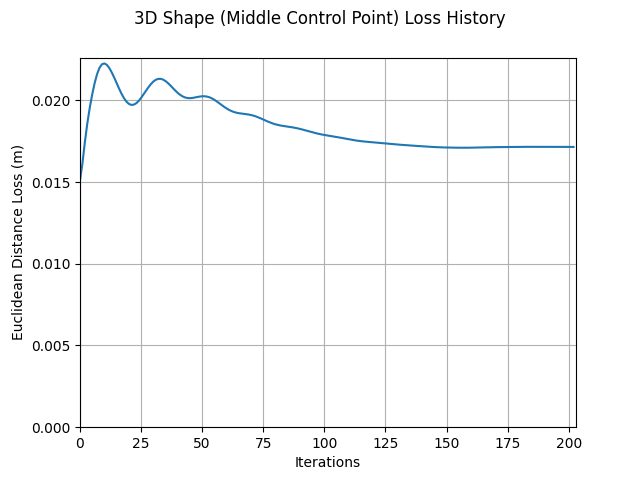 3D Shape (Middle Control Point) Loss History
Euclidean Distance Loss (m)
0.020
0.015
0.010
0.005
0.000
0 25 50 75 100 125 150 175 200
Iterations